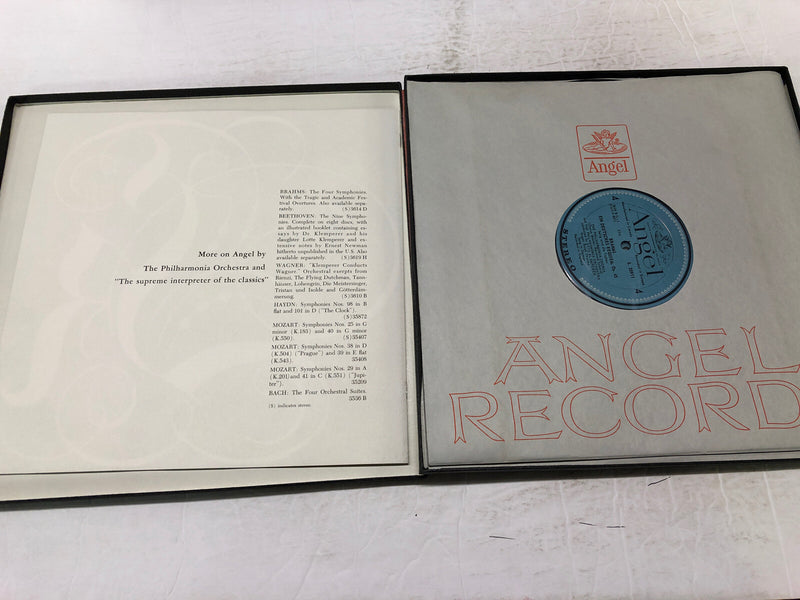 More on Angel by
The Philharmonia Orchestra and
"The supreme interpreter of the classics"
BRAHMS: The Four Symphonies.
With the Tragic and Academic Fes-
tival Overtures. Also available sepa-
rately. (S)3614 D
BEETHOVEN: The Nine Sympho-
nies. Complete on eight discs, with
an illustrated booklet containing es-
says by Dr. Klemperer and his
daughter Lotte Klemperer and ex-
tensive notes by Ernest Newman
hitherto unpublished in the U.S. Also
available separately. (S)3619 H
WAGNER: "Klemperer Conducts
Wagner." Orchestral excerpts from
Rienzi, The Flying Dutchman, Tann-
häuser, Lohengrin, Die Meistersinger,
Tristan und Isolde and Götterdäm-
merung. (S)3610 B
HAYDN: Symphonies Nos. 98 in B
flat and 101 in D ("The Clock").
(S)35872
MOZART: Symphonies Nos. 25 in G
minor (K.183) and 40 in G minor
(K.550). (S)35407
MOZART: Symphonies Nos. 38 in D
(K.504) ("Prague") and 39 in E flat
(K.543). 35408
MOZART: Symphonies Nos. 29 in A
(K.201) and 41 in C (K.551) ("Jupi-
ter"). 35209
BACH: The Four Orchestral Suites.
3536 B
(S) indicates stereo.
Angel
Angel
STEREO
4
4
ANGEL
RECORD